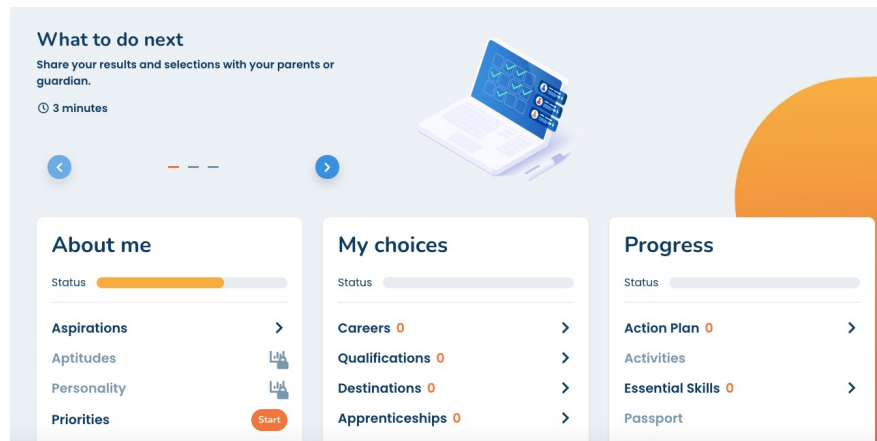 What to do next
Share your results and selections with your parents or
guardian.
3 minutes
About me
Status
Aspirations
Aptitudes
Personality
Priorities
Start
My choices
Status
Careers 0
Qualifications 0
Destinations 0
Apprenticeships 0
Progress
Status
Action Plan 0
Activities
Essential Skills 0
Passport